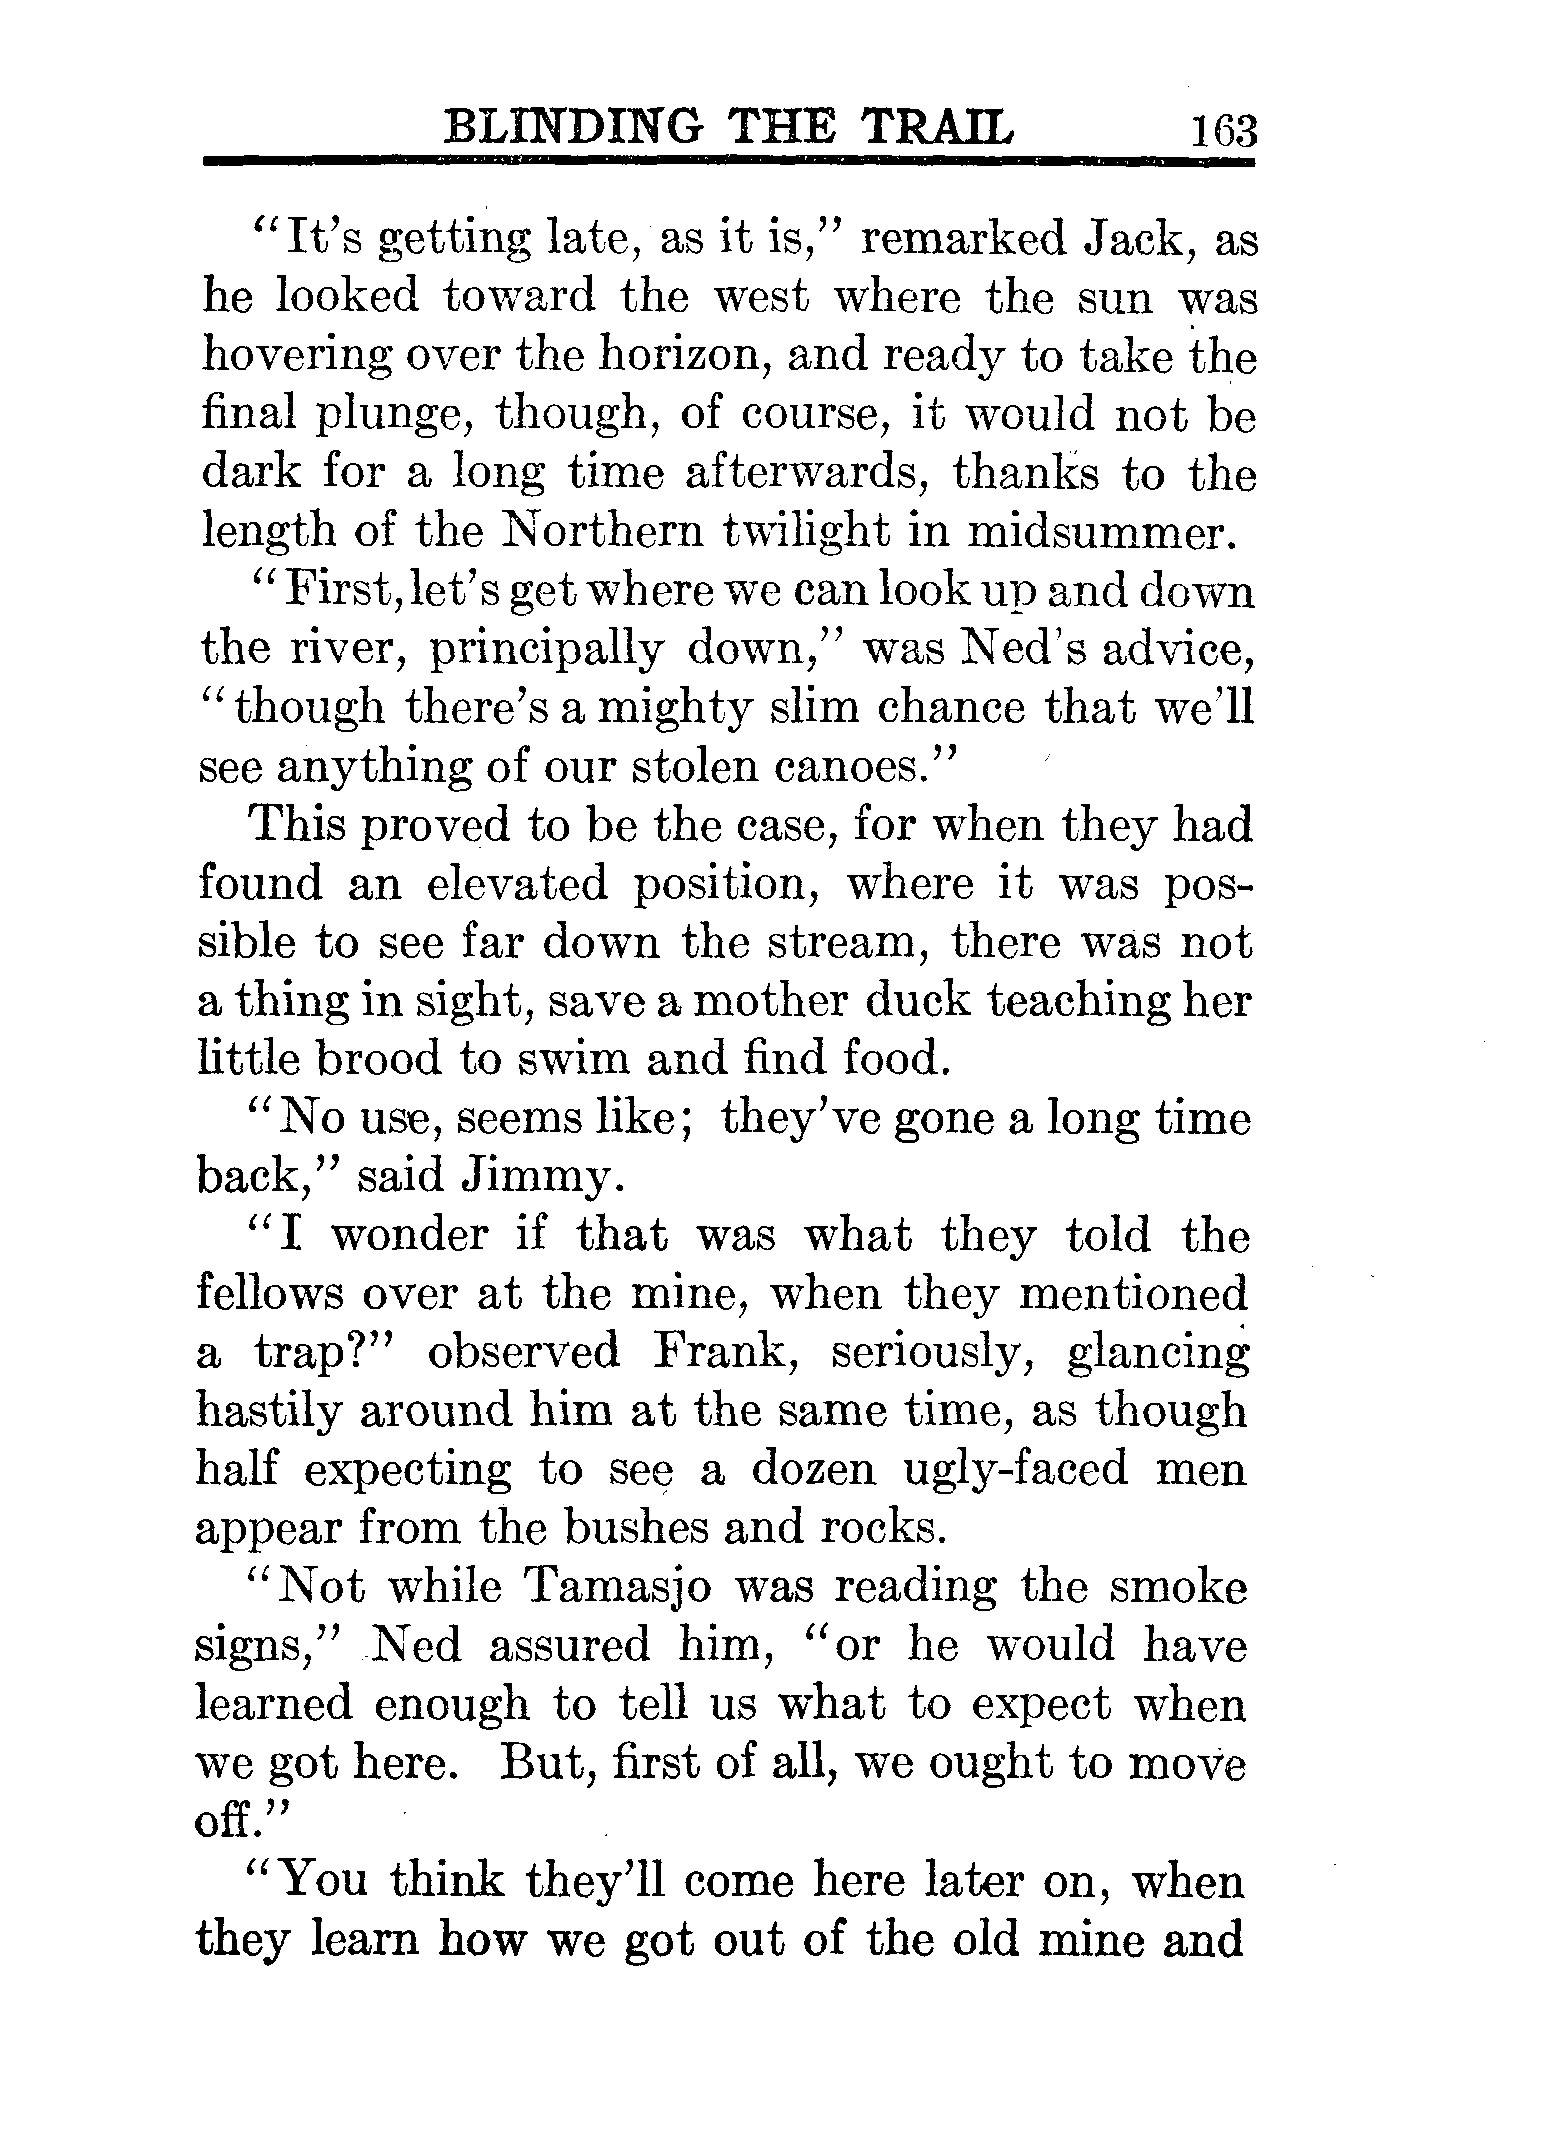 BLINDING THE TRAIL 163
"It's getting late, as it is," remarked Jack, as
he looked toward the west where the sun was
hovering over the horizon, and ready to take the
final plunge, though, of course, it would not be
dark for a long time afterwards, thanks to the
length of the Northern twilight in midsummer.
"First, let's get where we can look up and down
the river, principally down," was Ned's advice,
"though there's a mighty slim chance that we'll
see anything of our stolen canoes."
This proved to be the case, for when they had
found an elevated position, where it was pos-
sible to see far down the stream, there was not
a thing in sight, save a mother duck teaching her
little brood to swim and find food.
"No use, seems like; they've gone a long time
back," said Jimmy.
"I wonder if that was what they told the
fellows over at the mine, when they mentioned
a trap?" observed Frank, seriously, glancing
hastily around him at the same time, as though
half expecting to see a dozen ugly-faced men
appear from the bushes and rocks.
"Not while Tamasjo was reading the smoke
signs," Ned assured him, "or he would have
learned enough to tell us what to expect when
we got here. But, first of all, we ought to move
off."
"You think they'll come here later on, when
they learn how we got out of the old mine and